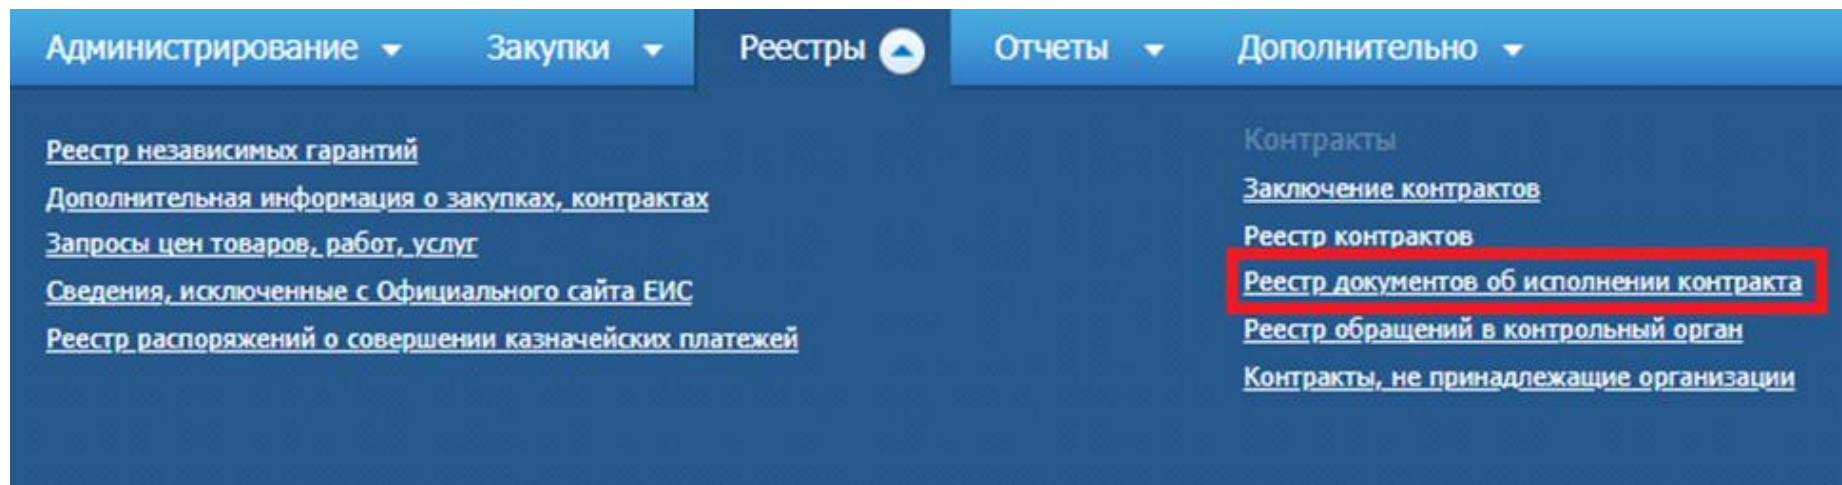 Администрирование Закупки Реестры Отчеты Дополнительно
Реестр независимых гарантий
Дополнительная информация о закупках, контрактах
Запросы цен товаров, работ, услуг
Сведения, исключенные с Официального сайта ЕИС
Реестр распоряжений о совершении казначейских платежей
Контракты
Заключение контрактов
Реестр контрактов
Реестр документов об исполнении контракта
Реестр обращений в контрольный орган
Контракты, не принадлежащие организации